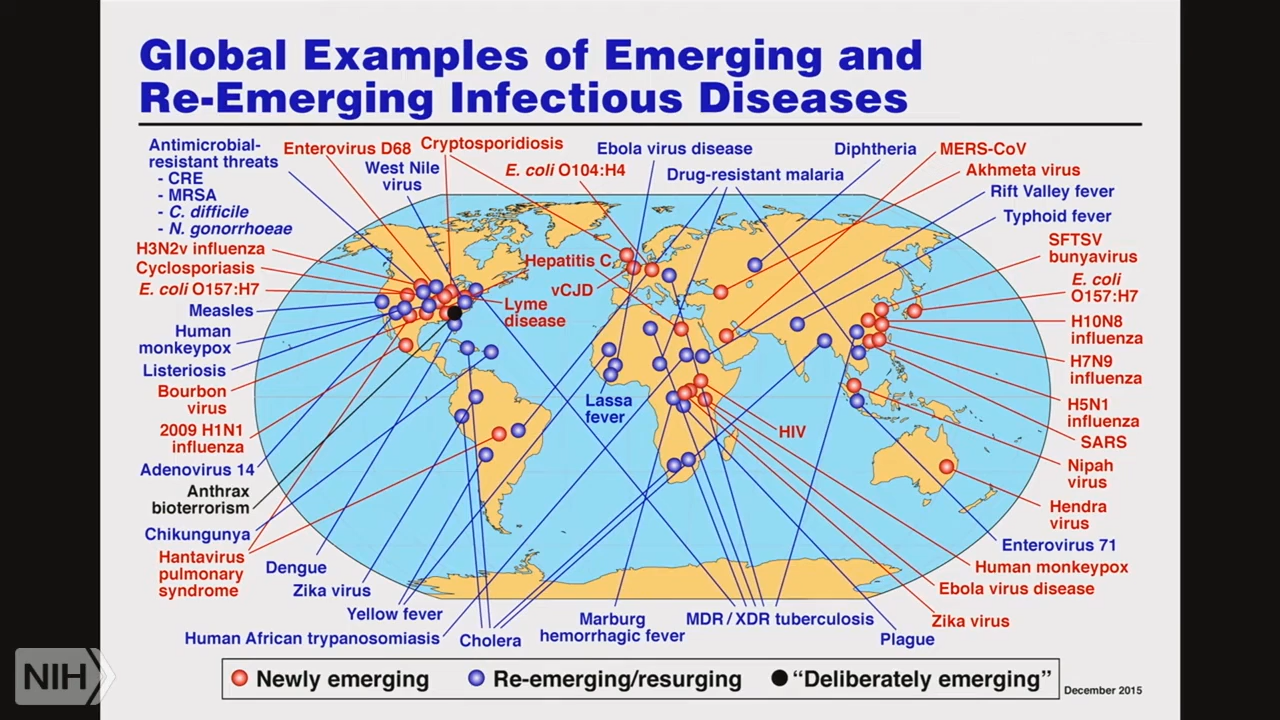 Global Examples of Emerging and
Re-Emerging Infectious Diseases
Antimicrobial-
resistant threats
- CRE
- MRSA
- C. difficile
- N. gonorrhoeae
Enterovirus D68
Cryptosporidiosis
West Nile
virus
E. coli O104:H4
Ebola virus disease
Drug-resistant malaria
Diphtheria
MERS-CoV
Akhmeta virus
Rift Valley fever
Typhoid fever
H3N2v influenza
Cyclosporiasis
E. coli O157:H7
Measles
Human
monkeypox
Listeriosis
Bourbon
virus
2009 H1N1
influenza
Adenovirus 14
Anthrax
bioterrorism
Chikungunya
Hantavirus
pulmonary
syndrome
Hepatitis C
vCJD
Lyme
disease
Lassa
fever
HIV
SFTSV
bunyavirus
E. coli
O157:H7
H10N8
influenza
H7N9
influenza
H5N1
influenza
SARS
Nipah
virus
Hendra
virus
Enterovirus 71
Human monkeypox
Ebola virus disease
Zika virus
Dengue
Zika virus
Yellow fever
Human African trypanosomiasis
Cholera
Marburg
hemorrhagic fever
MDR / XDR tuberculosis
Plague
Newly emerging
Re-emerging/resurging
“Deliberately emerging”
December 2015
NIH